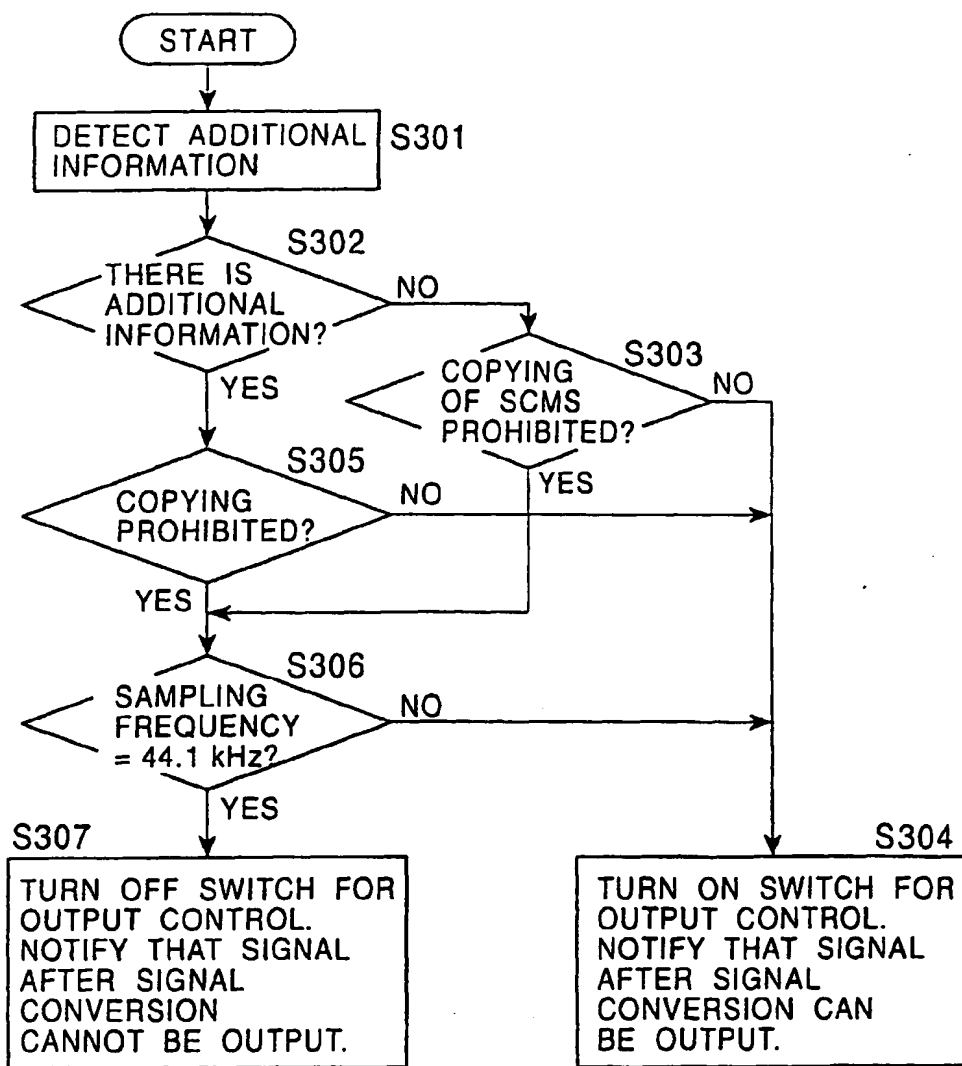 START
DETECT ADDITIONAL
INFORMATION
S301
S302
THERE IS
ADDITIONAL
INFORMATION?
NO
YES
S303
COPYING
OF SCMS
PROHIBITED?
NO
YES
S305
COPYING
PROHIBITED?
NO
YES
S306
SAMPLING
FREQUENCY
= 44.1 kHz?
NO
YES
S307
TURN OFF SWITCH FOR
OUTPUT CONTROL.
NOTIFY THAT SIGNAL
AFTER SIGNAL
CONVERSION
CANNOT BE OUTPUT.
S304
TURN ON SWITCH FOR
OUTPUT CONTROL.
NOTIFY THAT SIGNAL
AFTER SIGNAL
CONVERSION CAN
BE OUTPUT.